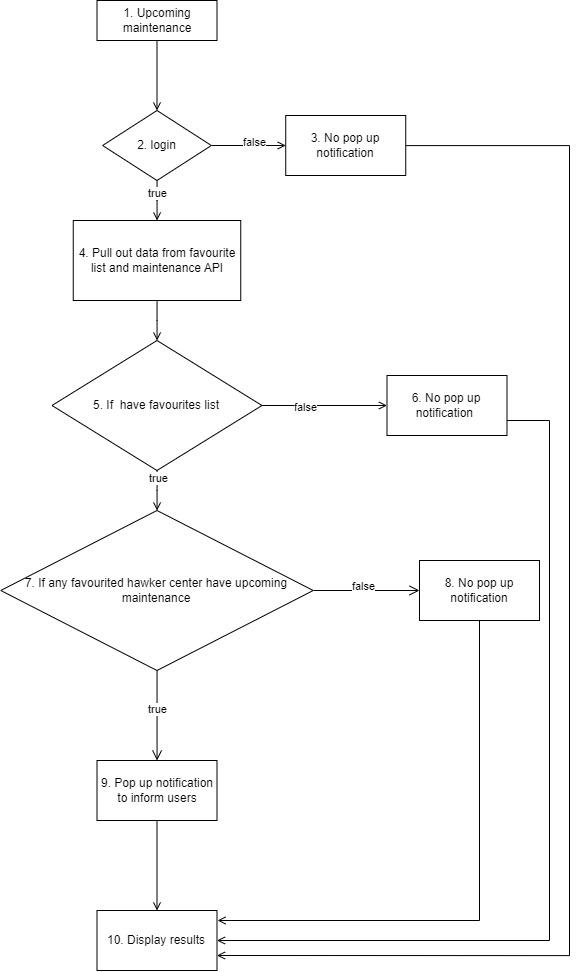 1. Upcoming
maintenance
2. login
false
3. No pop up
notification
true
4. Pull out data from favourite
list and maintenance API
5. If  have favourites list
false
6. No pop up
notification
true
7. If any favourited hawker center have upcoming
maintenance
false
8. No pop up
notification
true
9. Pop up notification
to inform users
10. Display results